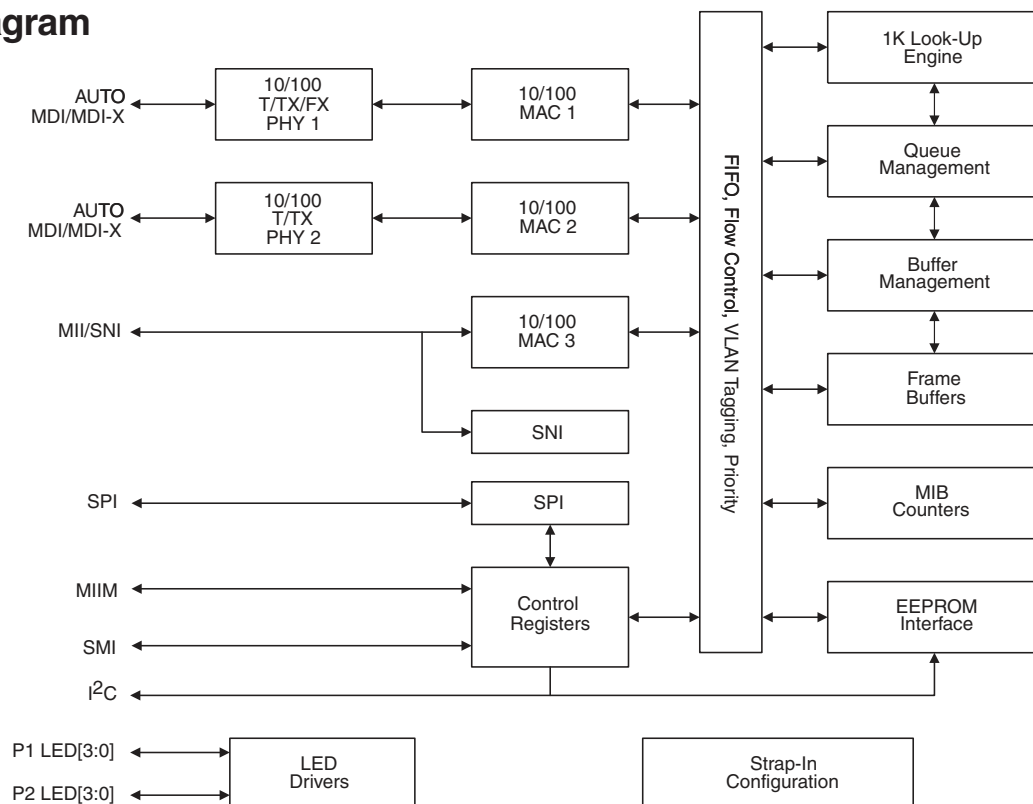 agram
AUTO
MDI/MDI-X
10/100
T/TX/FX
PHY 1
10/100
MAC 1
AUTO
MDI/MDI-X
10/100
T/TX
PHY 2
10/100
MAC 2
MII/SNI
10/100
MAC 3
SNI
SPI
SPI
MIIM
SMI
Control
Registers
I2C
FIFO, Flow Control, VLAN Tagging, Priority
1K Look-Up
Engine
Queue
Management
Buffer
Management
Frame
Buffers
MIB
Counters
EEPROM
Interface
P1 LED[3:0]
P2 LED[3:0]
LED
Drivers
Strap-In
Configuration